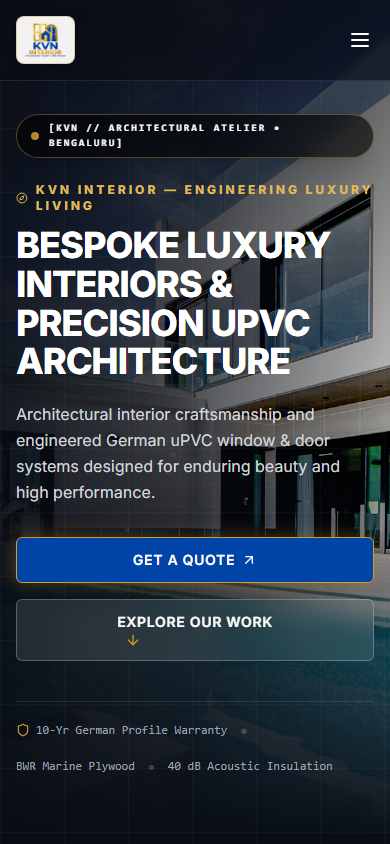 KVN
INTERIOR
[KVN // ARCHITECTURAL ATELIER •
BENGALURU]
KVN INTERIOR — ENGINEERING LUXURY
LIVING
BESPOKE LUXURY
INTERIORS &
PRECISION UPVC
ARCHITECTURE
Architectural interior craftsmanship and
engineered German uPVC window & door
systems designed for enduring beauty and
high performance.
GET A QUOTE ↗
EXPLORE OUR WORK
↓
10-Yr German Profile Warranty •
BWR Marine Plywood • 40 dB Acoustic Insulation